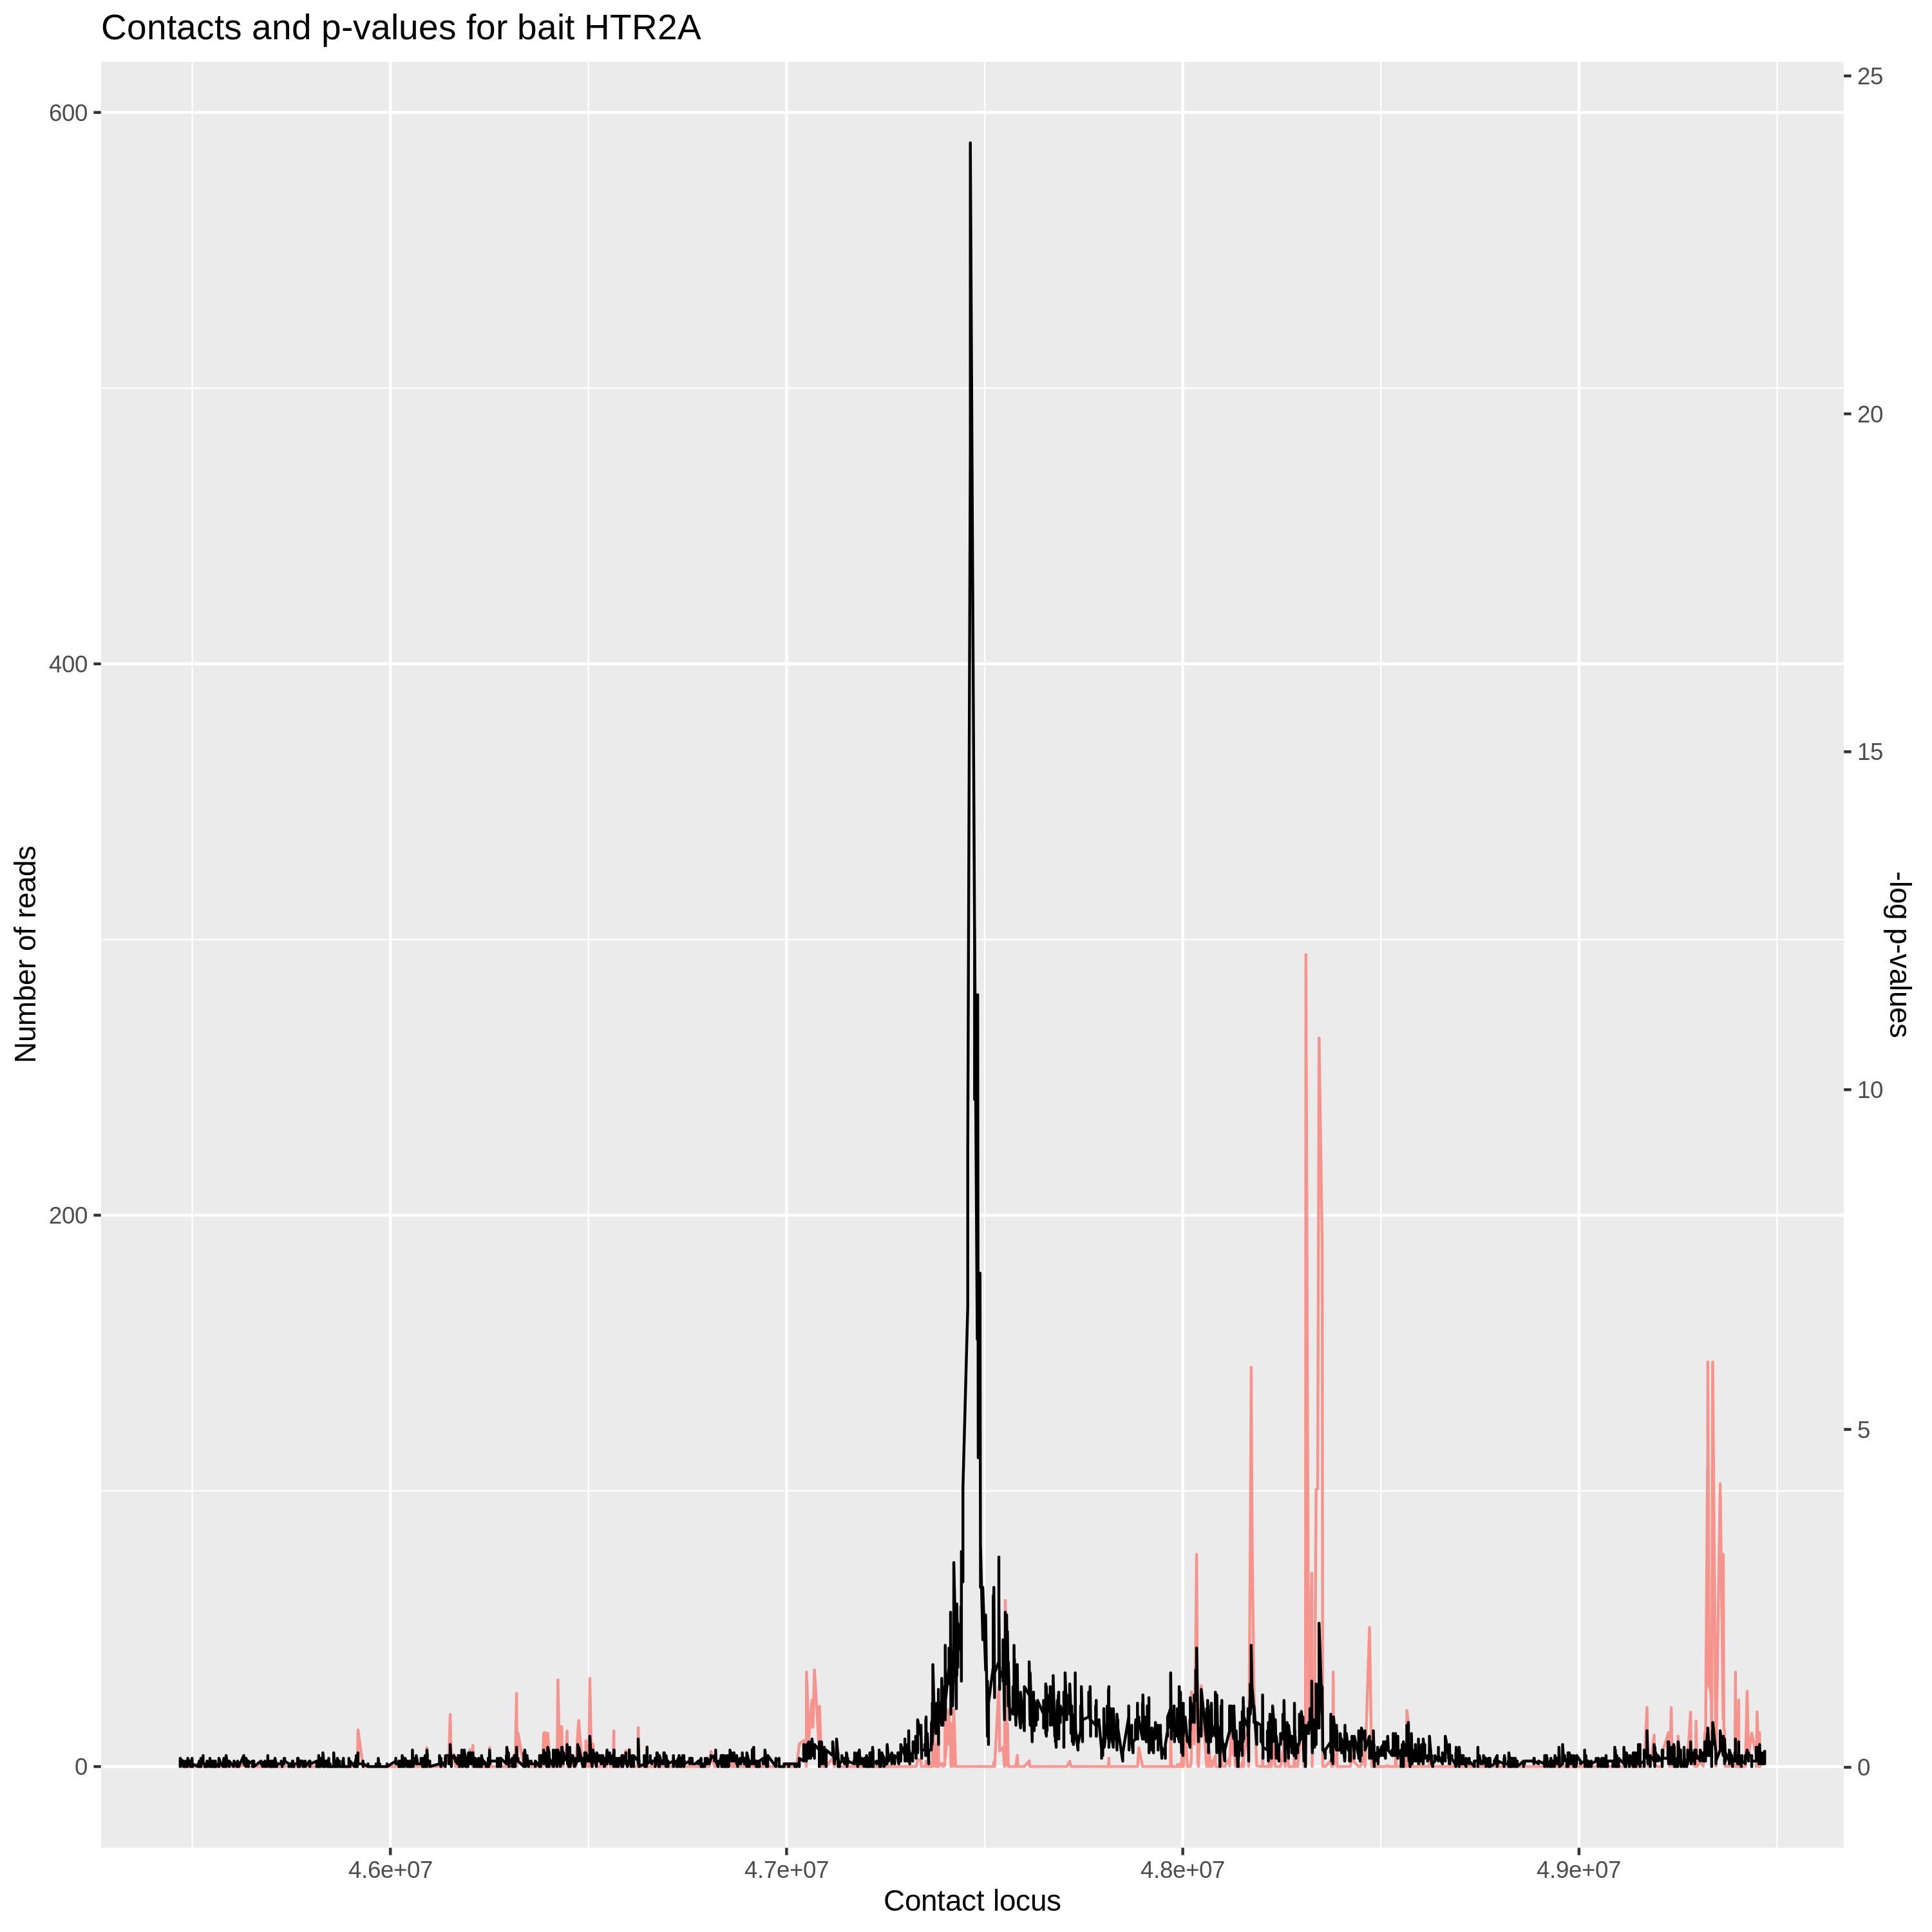 Contacts and p-values for bait HTR2A
600
400
200
0
Number of reads
25
20
15
10
5
0
-log p-values
4.6e+07
4.7e+07
4.8e+07
4.9e+07
Contact locus